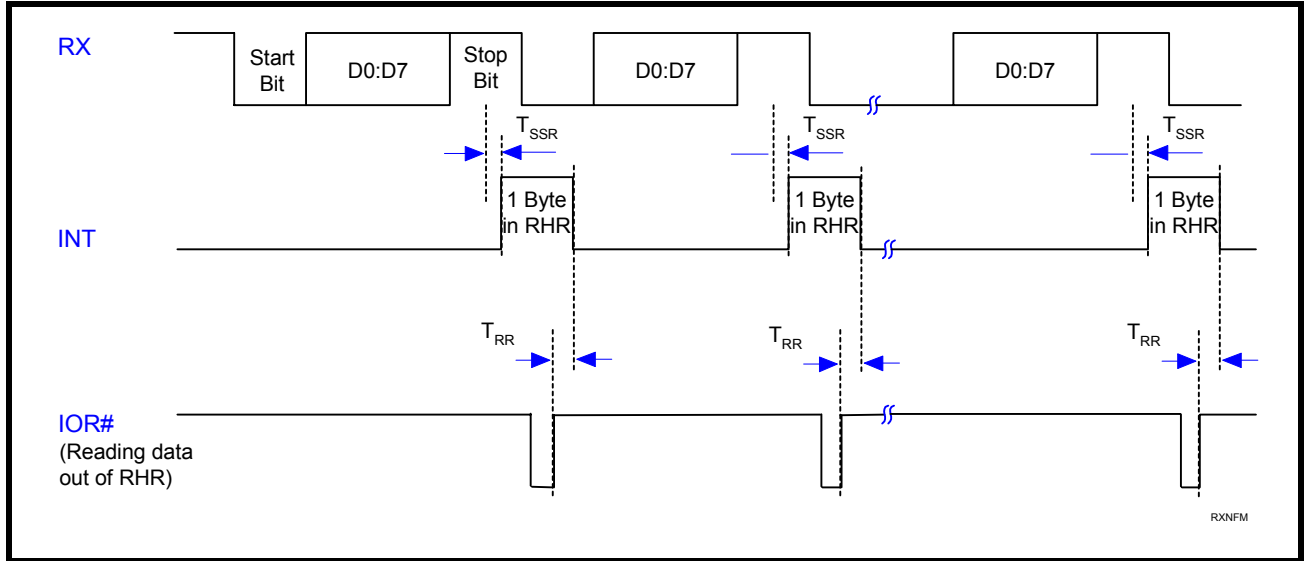 RX
Start
Bit
D0:D7
Stop
Bit
D0:D7
D0:D7
TSSR
TSSR
TSSR
INT
1 Byte
in RHR
1 Byte
in RHR
1 Byte
in RHR
TRR
TRR
TRR
IOR#
(Reading data
out of RHR)
RXNFM